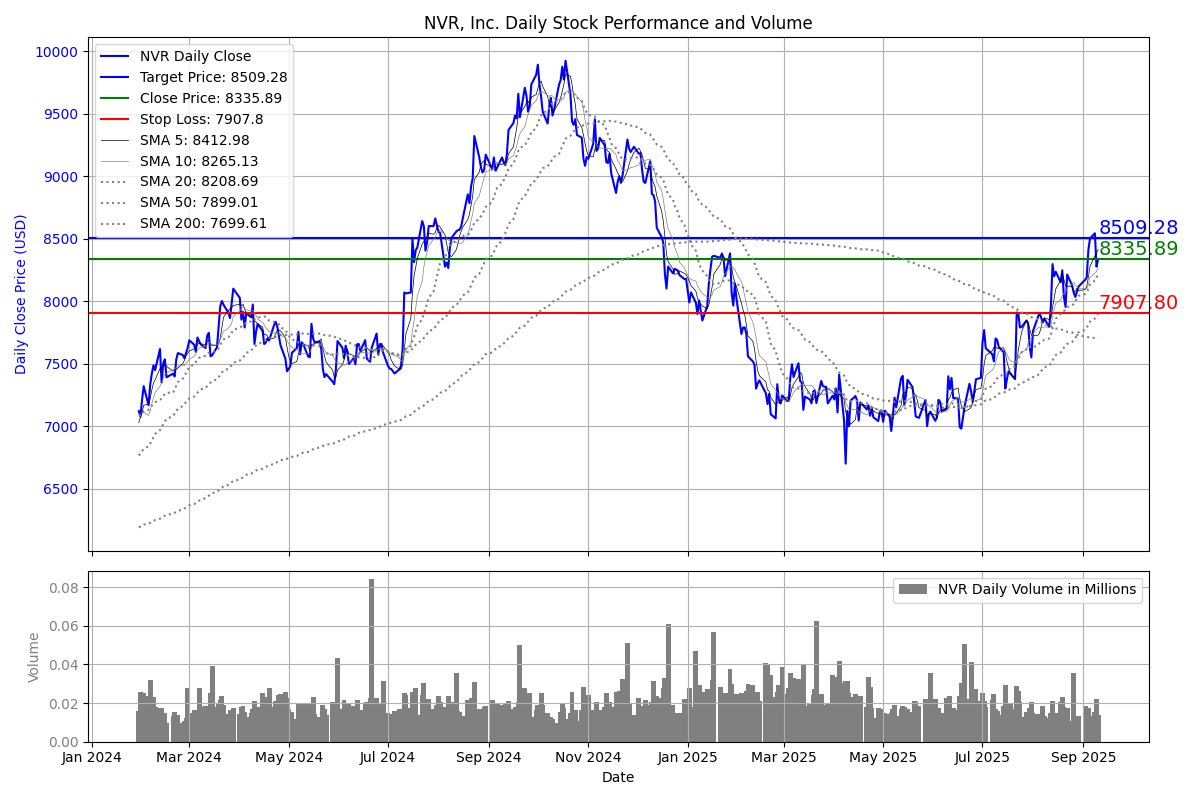 NVR, Inc. Daily Stock Performance and Volume
Daily Close Price (USD)
10000
9500
9000
8500
8000
7500
7000
6500
NVR Daily Close
Target Price: 8509.28
Close Price: 8335.89
Stop Loss: 7907.8
SMA 5: 8412.98
SMA 10: 8265.13
SMA 20: 8208.69
SMA 50: 7899.01
SMA 200: 7699.61
8509.28
8335.89
7907.80
Volume
0.08
0.06
0.04
0.02
0.00
NVR Daily Volume in Millions
Jan 2024 Mar 2024 May 2024 Jul 2024 Sep 2024 Nov 2024 Jan 2025 Mar 2025 May 2025 Jul 2025 Sep 2025
Date